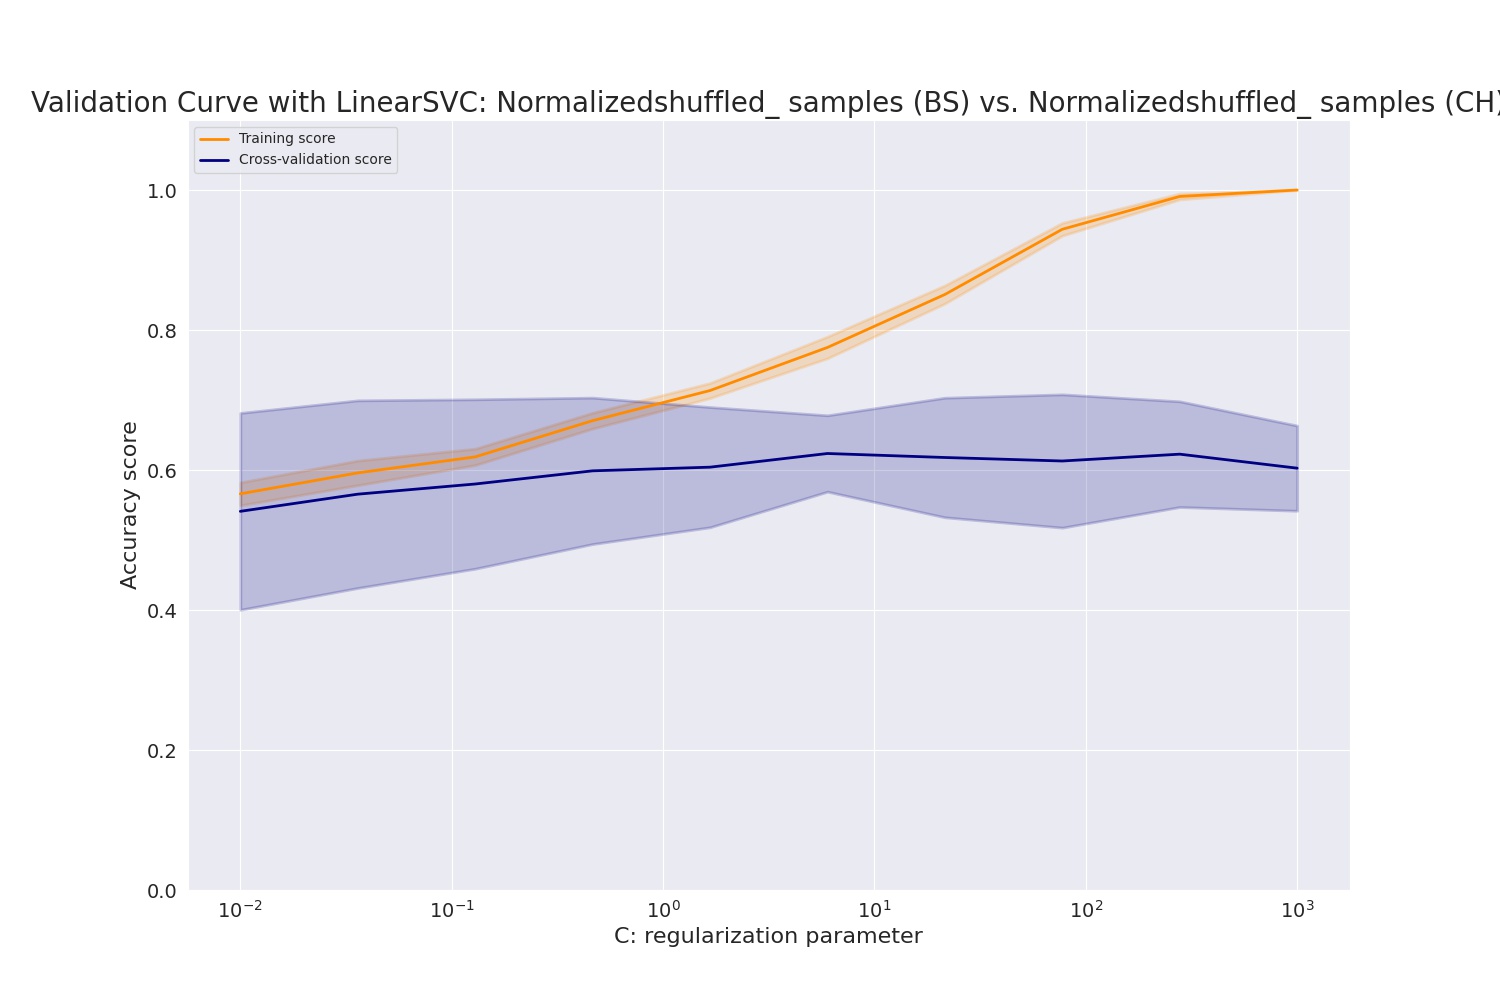 Validation Curve with LinearSVC: Normalizedshuffled_ samples (BS) vs. Normalizedshuffled_ samples (CH)
Training score
Cross-validation score
1.0
0.8
0.6
0.4
0.2
0.0
Accuracy score
10⁻² 10⁻¹ 10⁰ 10¹ 10² 10³
C: regularization parameter